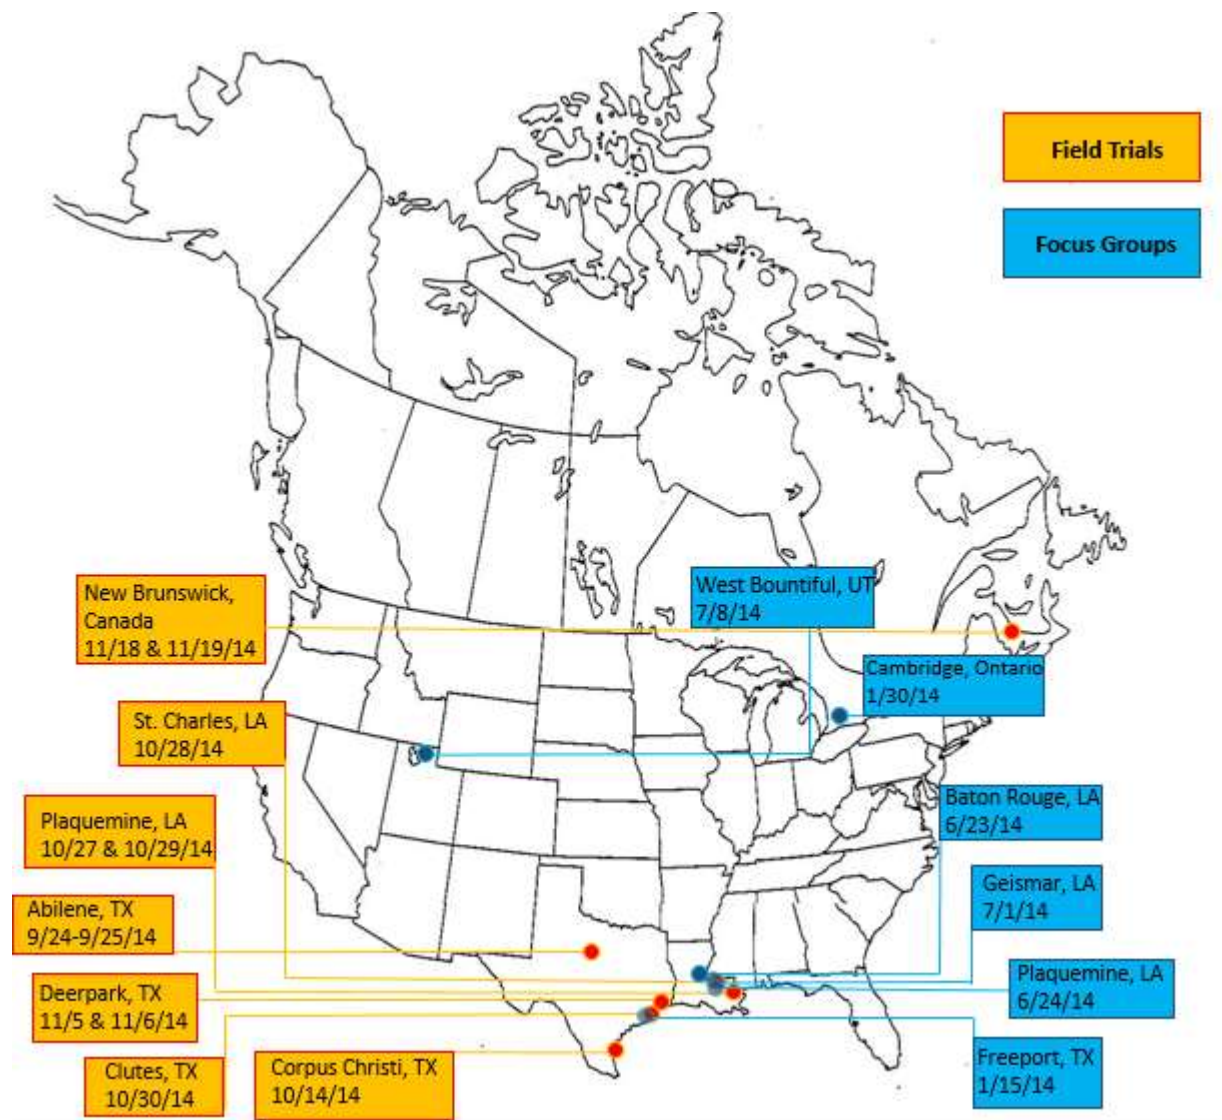 Field Trials
Focus Groups
New Brunswick,
Canada
11/18 & 11/19/14
West Bountiful, UT
7/8/14
Cambridge, Ontario
1/30/14
St. Charles, LA
10/28/14
Plaquemine, LA
10/27 & 10/29/14
Baton Rouge, LA
6/23/14
Geismar, LA
7/1/14
Abilene, TX
9/24-9/25/14
Plaquemine, LA
6/24/14
Deerpark, TX
11/5 & 11/6/14
Clutes, TX
10/30/14
Corpus Christi, TX
10/14/14
Freeport, TX
1/15/14